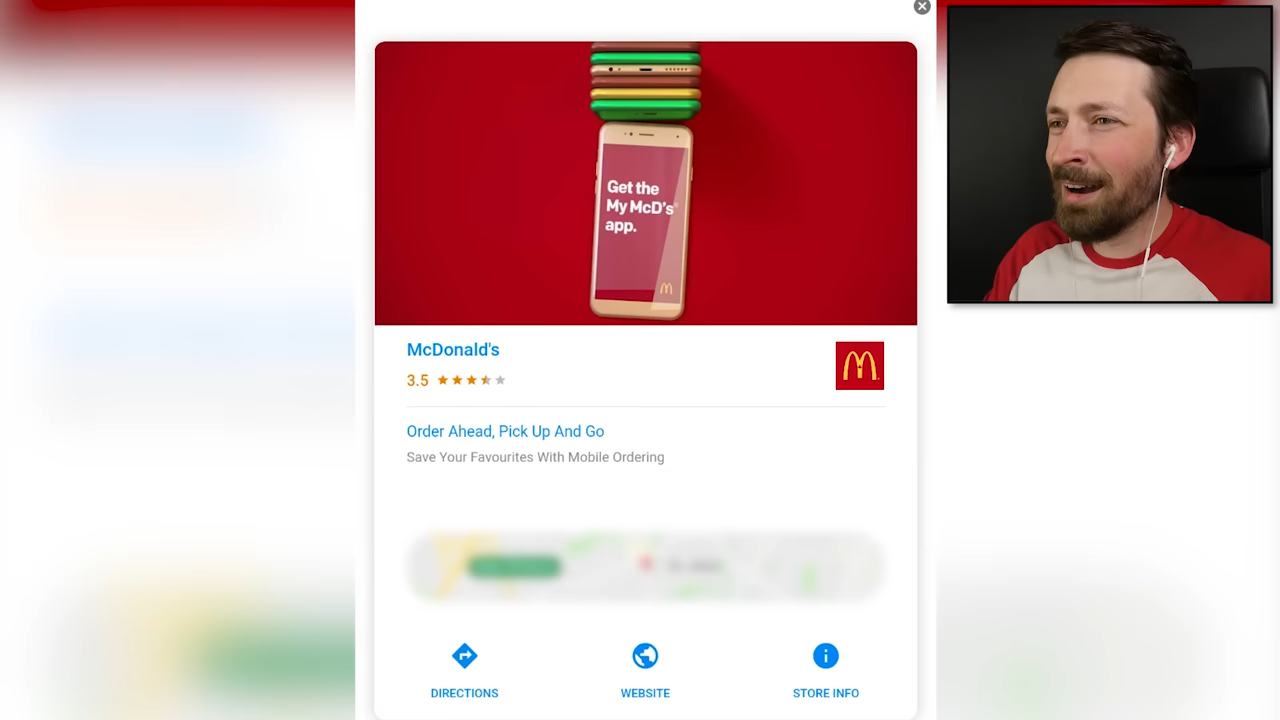 Get the
My McD's
app.
McDonald's
3.5
Order Ahead, Pick Up And Go
Save Your Favourites With Mobile Ordering
DIRECTIONS
WEBSITE
STORE INFO